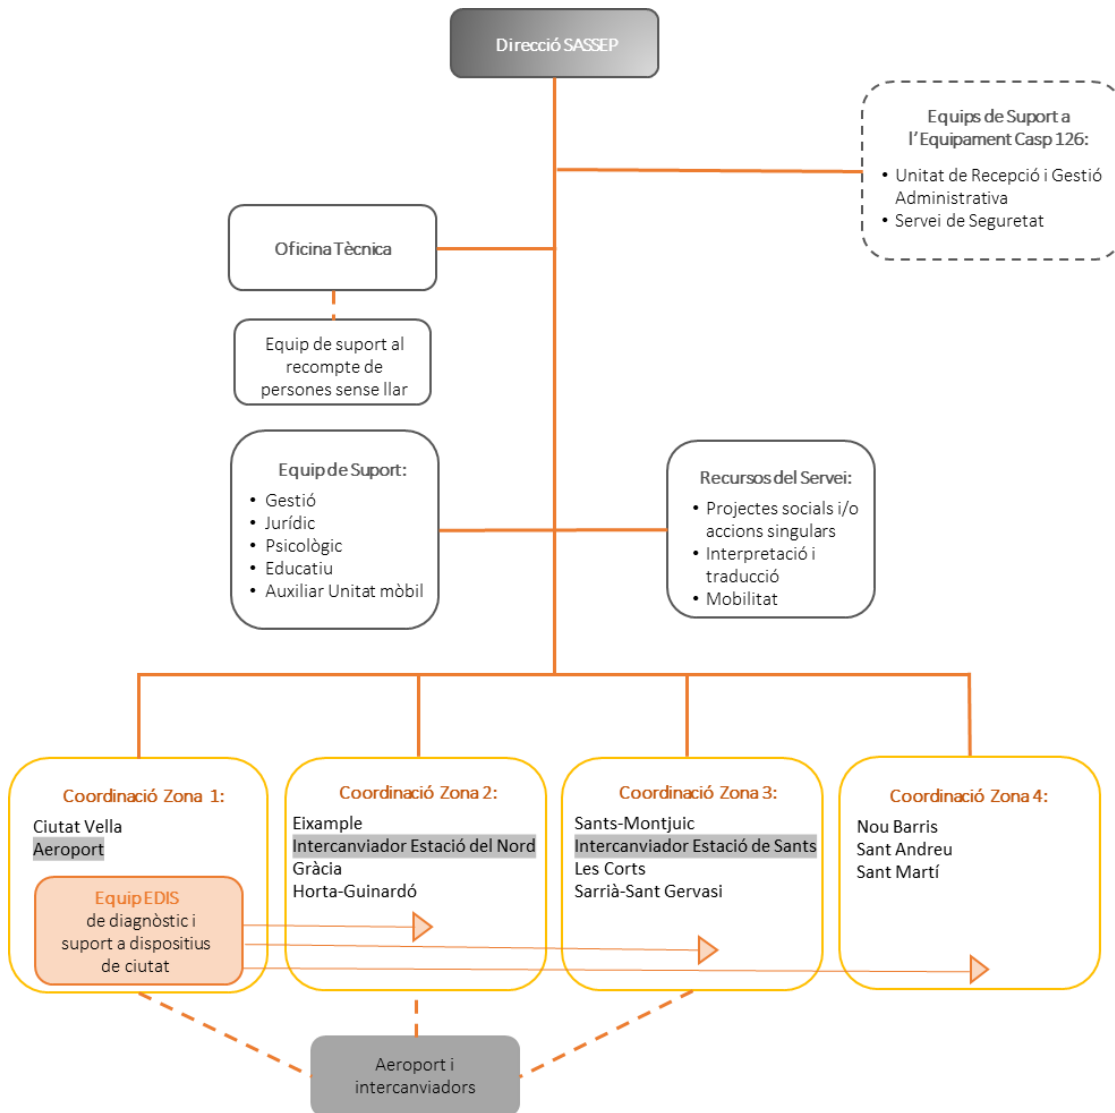 Direcció SASSEP
Equips de Suport a
l'Equipament Casp 126:
• Unitat de Recepció i Gestió
Administrativa
• Servei de Seguretat
Oficina Tècnica
Equip de suport al
recompte de
persones sense llar
Equip de Suport:
• Gestió
• Jurídic
• Psicològic
• Educatiu
• Auxiliar Unitat mòbil
Recursos del Servei:
• Projectes socials i/o
accions singulars
• Interpretació i
traducció
• Mobilitat
Coordinació Zona 1:
Ciutat Vella
Aeroport
Equip EDIS
de diagnòstic i
suport a dispositius
de ciutat
Coordinació Zona 2:
Eixample
Intercanviador Estació del Nord
Gràcia
Horta-Guinardó
Coordinació Zona 3:
Sants-Montjuic
Intercanviador Estació de Sants
Les Corts
Sarrià-Sant Gervasi
Coordinació Zona 4:
Nou Barris
Sant Andreu
Sant Martí
Aeroport i
intercanviadors